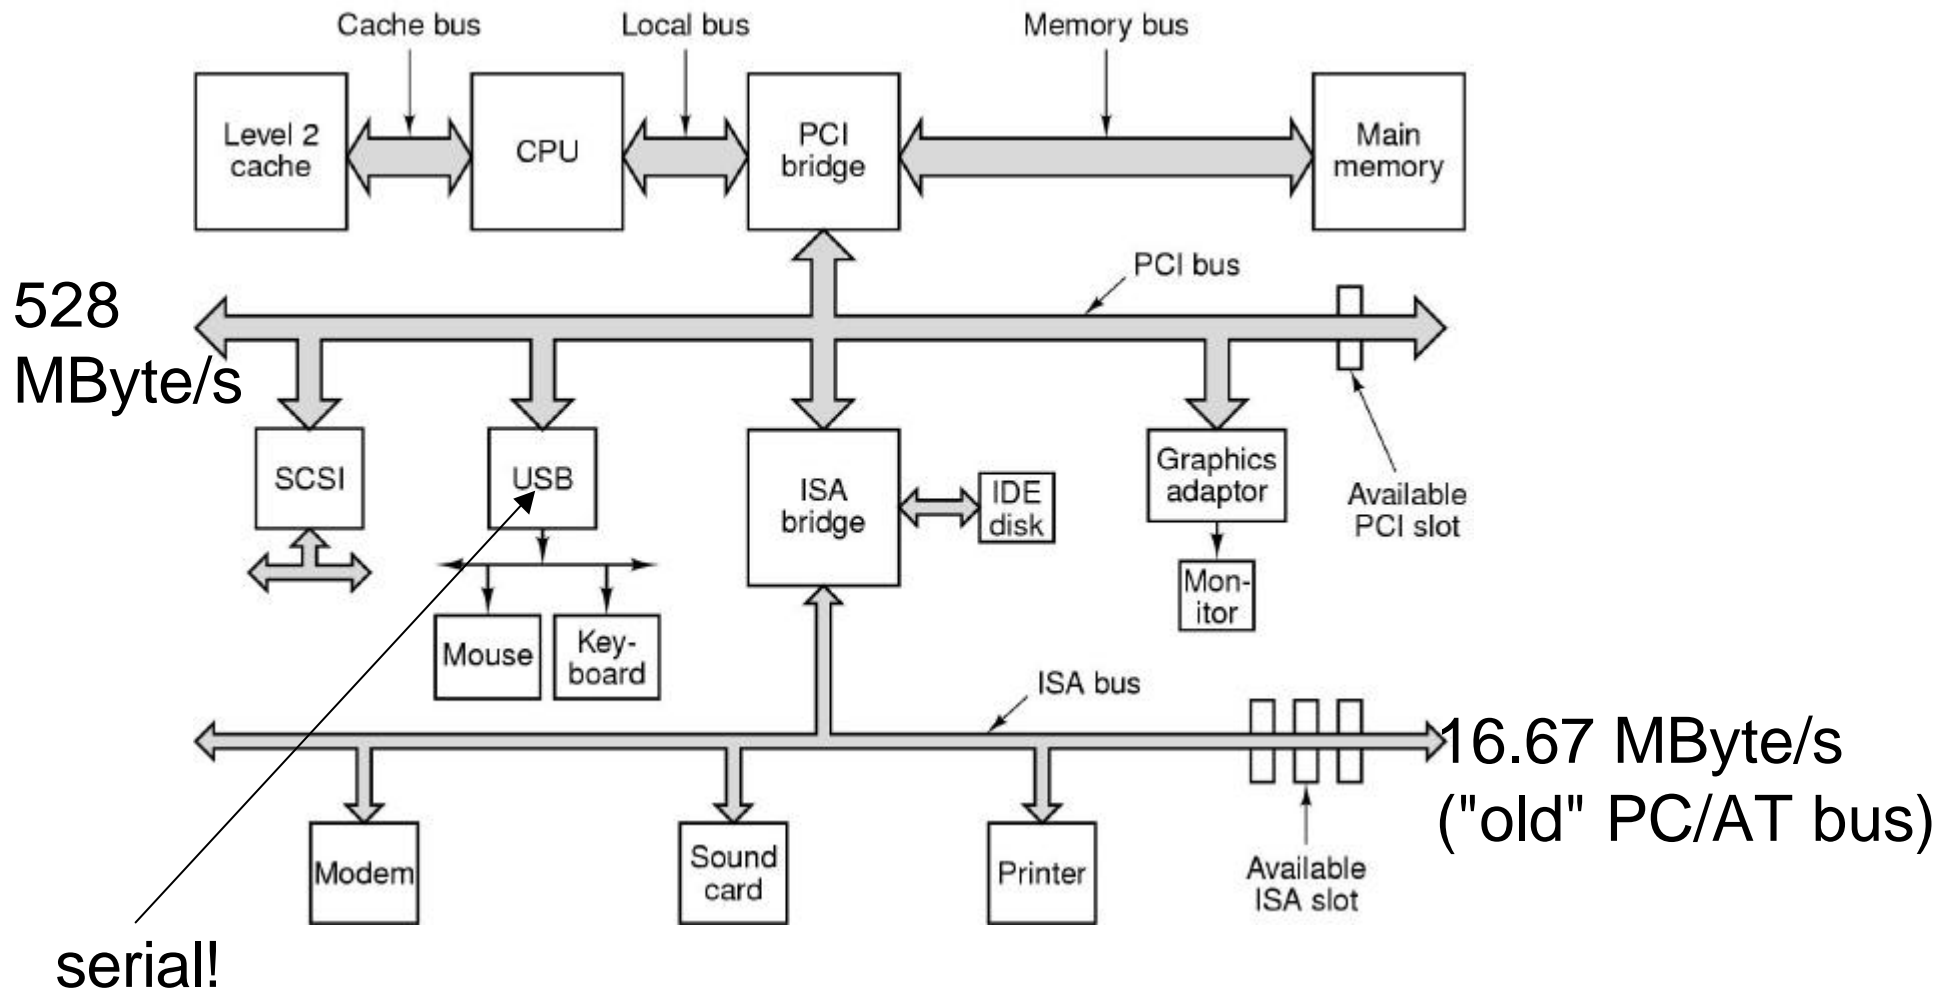 Cache bus
Local bus
Memory bus
Level 2
cache
CPU
PCI
bridge
Main
memory
PCI bus
528
MByte/s
SCSI
USB
ISA
bridge
IDE
disk
Graphics
adaptor
Available
PCI slot
Mon-
itor
Mouse
Key-
board
ISA bus
16.67 MByte/s
("old" PC/AT bus)
Modem
Sound
card
Printer
Available
ISA slot
serial!